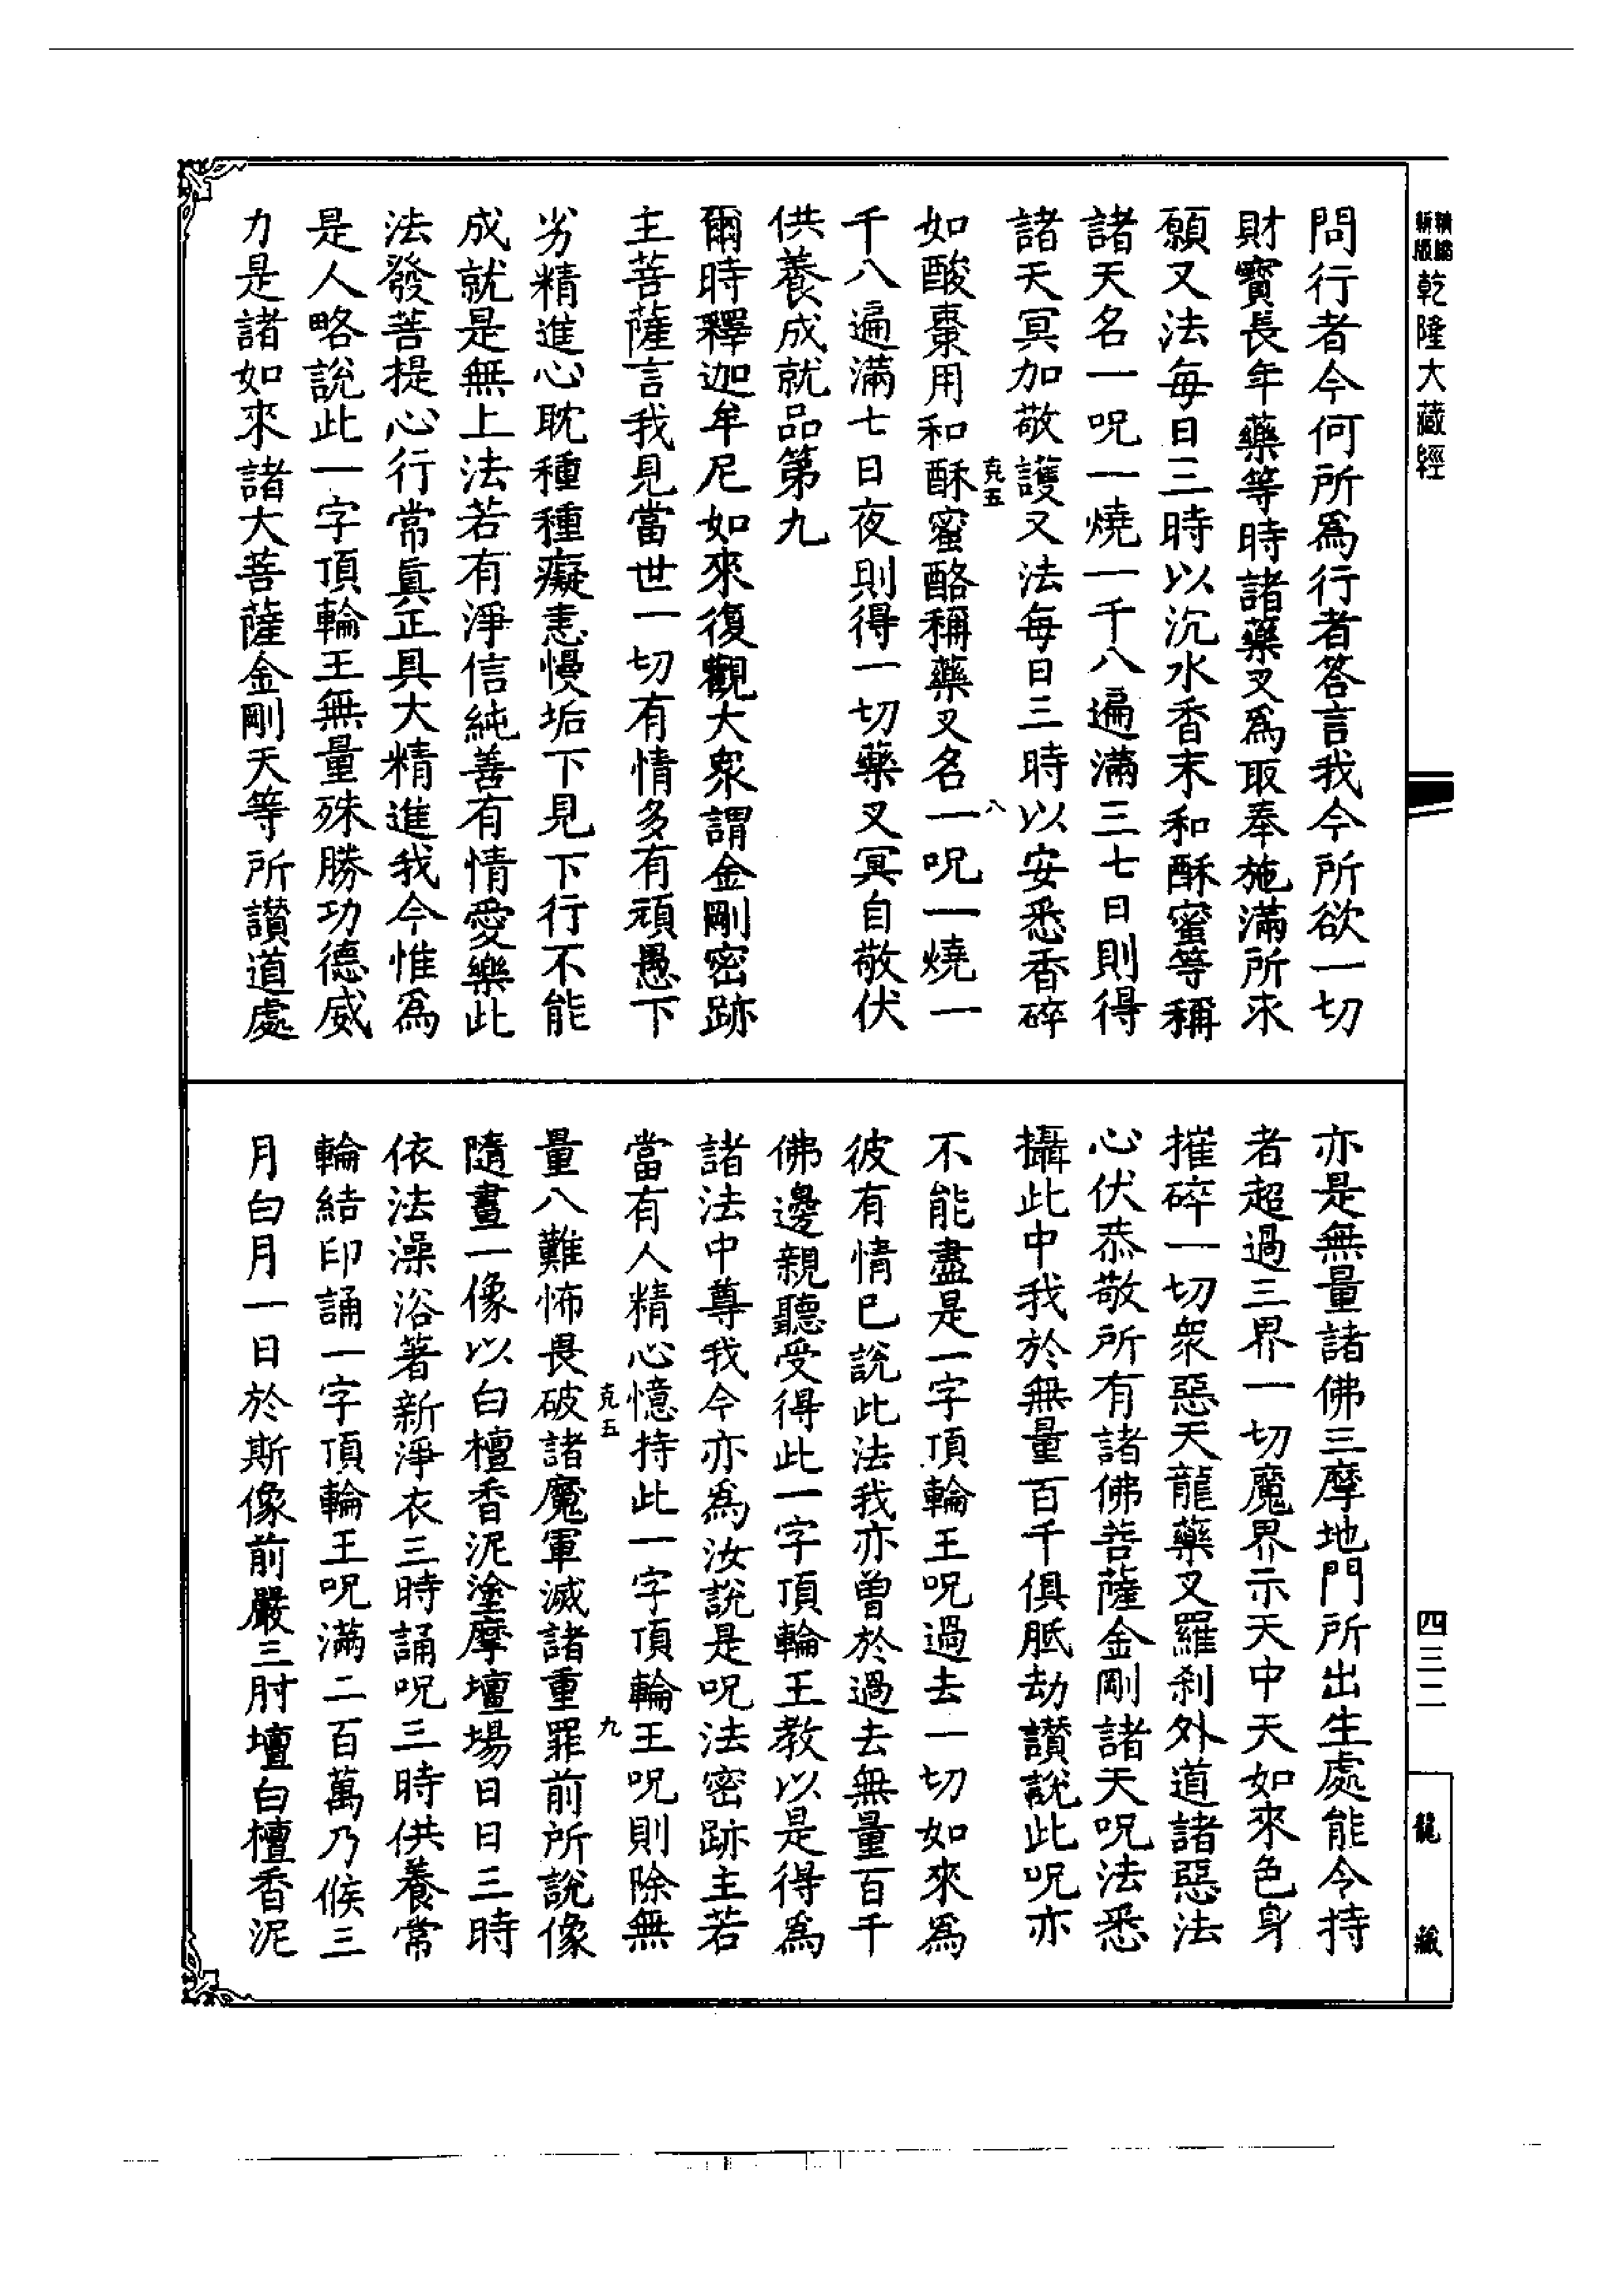 新版
精縮
乾隆大藏經
四三二
龍藏
問行者今何所爲行者答言我今所欲一切
財寶長年藥等時諸藥叉爲取奉施滿所求
願又法每日三時以沉水香末和酥蜜等稱
諸天名一呪一燒一千八遍滿三七日則得
諸天冥加敬護又法每日三時以安悉香碎
克五
八
如酸棗用和酥蜜酪稱藥叉名一呪一燒一
千八遍滿七日夜則得一切藥叉冥自敬伏
供養成就品第九
爾時釋迦牟尼如來復觀大衆謂金剛密跡
主菩薩言我見當世一切有情多有頑愚下
劣精進心耽種種癡恚慢垢下見下行不能
成就是無上法若有淨信純善有情愛樂此
法發菩提心行常真正具大精進我今惟爲
是人略說此一字頂輪王無量殊勝功德威
力是諸如來諸大菩薩金剛天等所讚道處
亦是無量諸佛三摩地門所出生處能令持
者超過三界一切魔界示天中天如來色身
摧碎一切衆惡天龍藥叉羅刹外道諸惡法
心伏恭敬所有諸佛菩薩金剛諸天呪法悉
攝此中我於無量百千俱胝劫讚說此呪亦
不能盡是一字頂輪王呪過去一切如來爲
彼有情已說此法我亦曾於過去無量百千
佛邊親聽受得此一字頂輪王教以是得爲
諸法中尊我今亦爲汝說是呪法密跡主若
當有人精心憶持此一字頂輪王呪則除無
克五
九
量八難怖畏破諸魔軍滅諸重罪前所說像
隨畫一像以白檀香泥塗摩壇場日日三時
依法澡浴著新淨衣三時誦呪三時供養常
輪結印誦一字頂輪王呪滿二百萬乃候三
月白月一日於斯像前嚴三肘壇白檀香泥